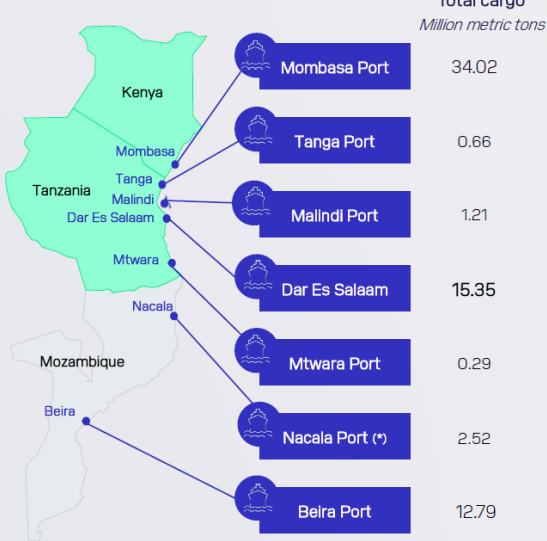 Total cargo
Million metric tons
Kenya
Tanzania
Mozambique
Mombasa
Tanga
Malindi
Dar Es Salaam
Mtwara
Nacala
Beira
Mombasa Port 34.02
Tanga Port 0.66
Malindi Port 1.21
Dar Es Salaam 15.35
Mtwara Port 0.29
Nacala Port (*) 2.52
Beira Port 12.79